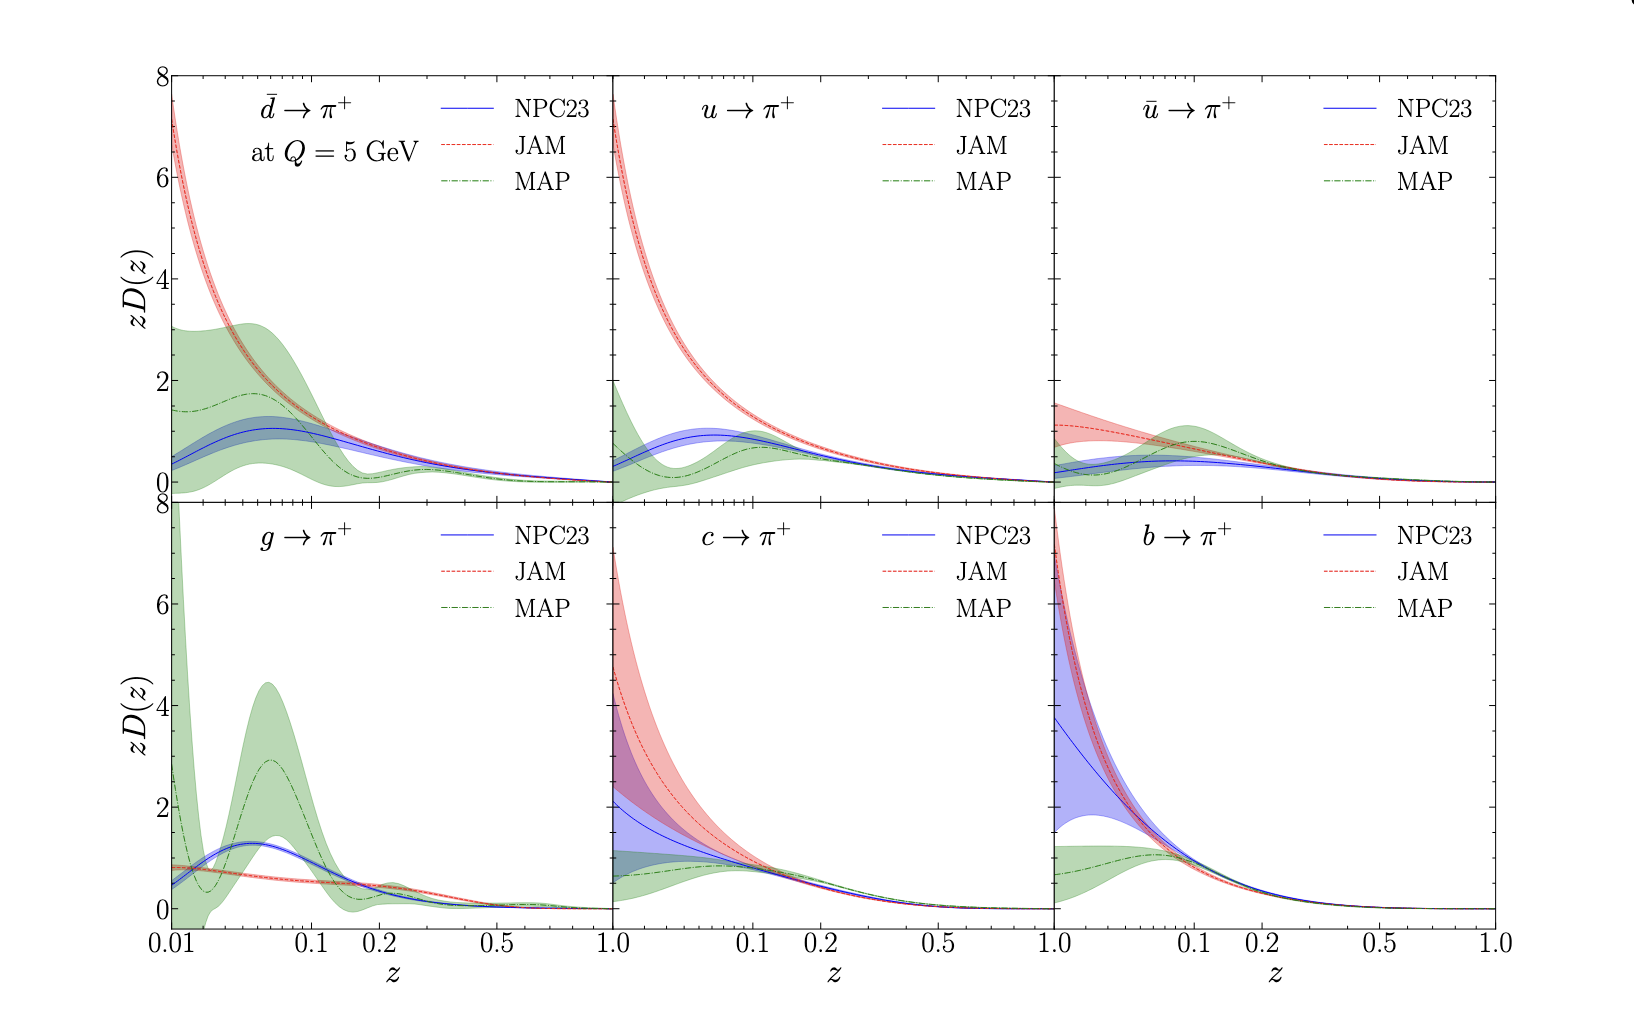 8
6
4
2
0
zD(z)
d̄ → π⁺
at Q = 5 GeV
NPC23
JAM
MAP
u → π⁺
NPC23
JAM
MAP
ū → π⁺
NPC23
JAM
MAP
8
6
4
2
0
zD(z)
g → π⁺
NPC23
JAM
MAP
c → π⁺
NPC23
JAM
MAP
b → π⁺
NPC23
JAM
MAP
0.01 0.1 0.2 0.5 1.0 0.1 0.2 0.5 1.0 0.1 0.2 0.5 1.0
z z z